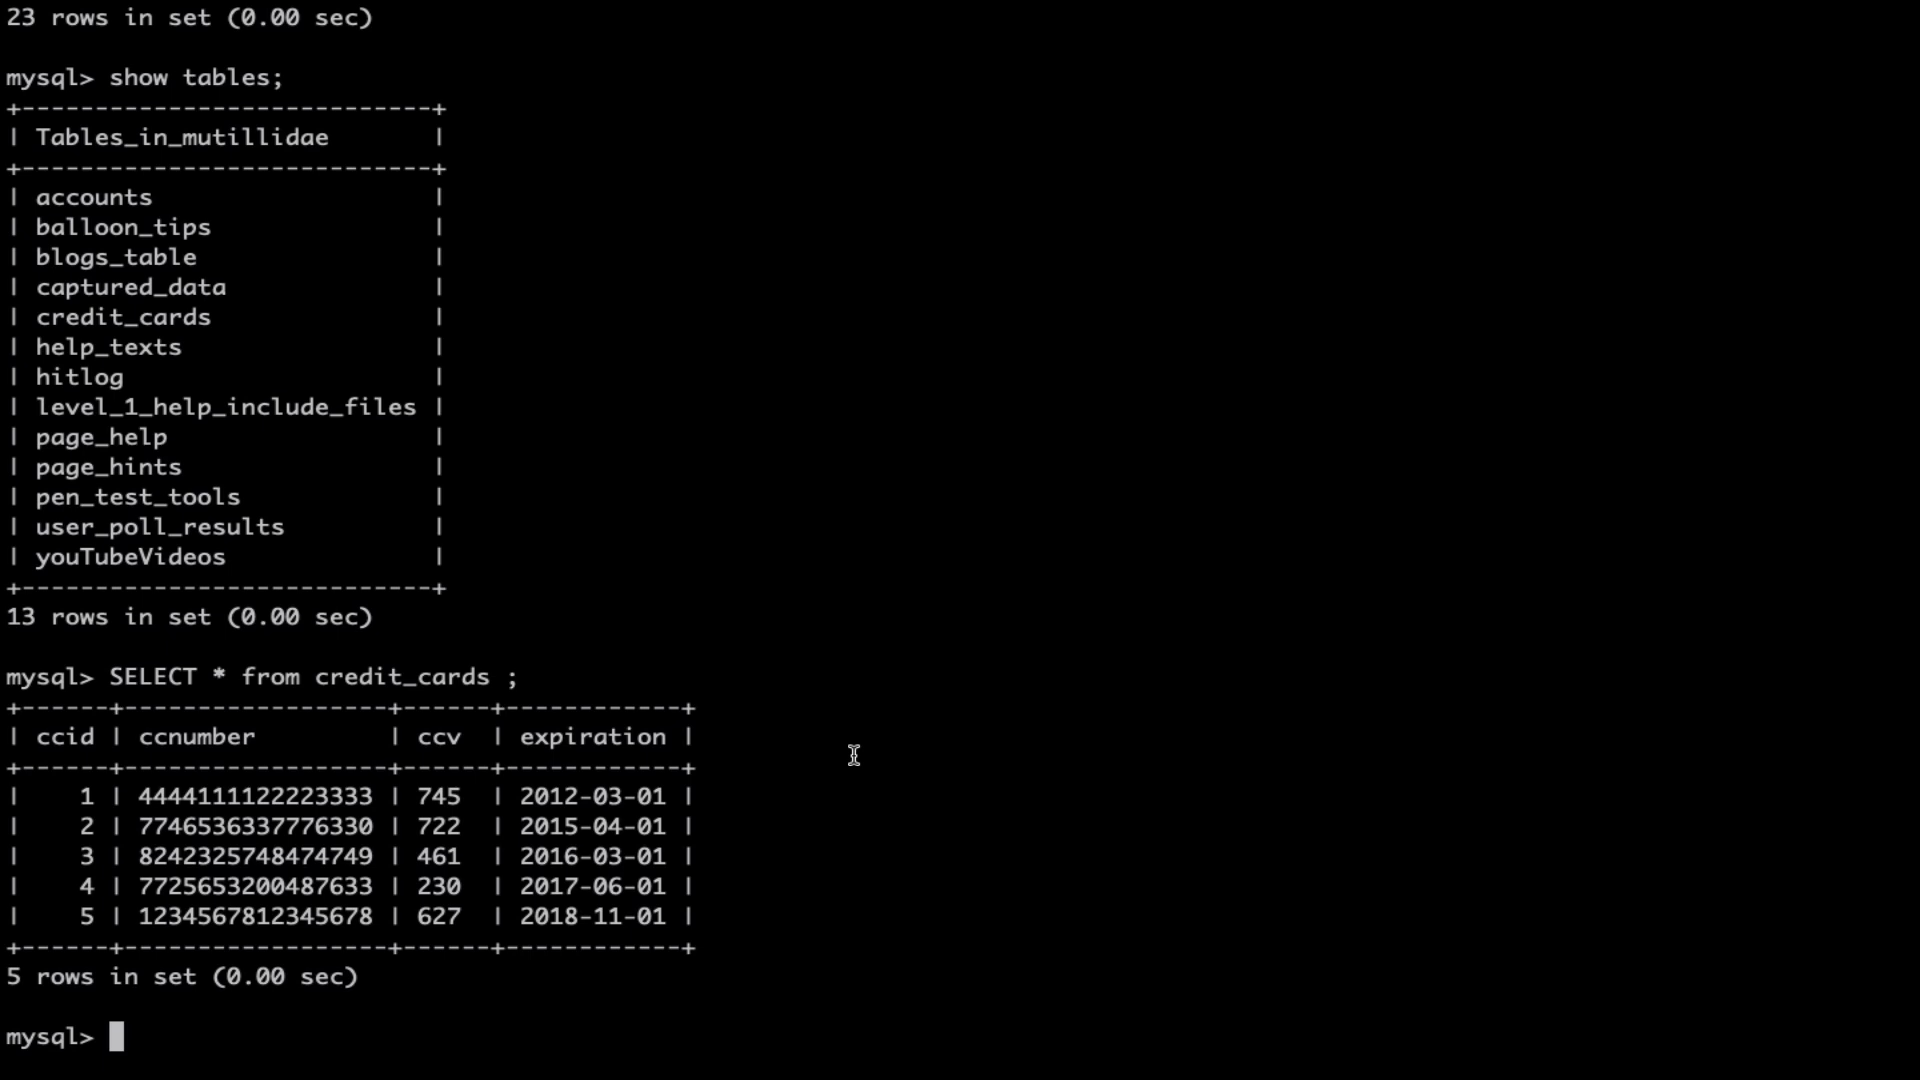 23 rows in set (0.00 sec)
mysql> show tables;
+----------------------------+
| Tables_in_mutillidae       |
+----------------------------+
| accounts                   |
| balloon_tips               |
| blogs_table                |
| captured_data              |
| credit_cards               |
| help_texts                 |
| hitlog                     |
| level_1_help_include_files |
| page_help                  |
| page_hints                 |
| pen_test_tools             |
| user_poll_results          |
| youTubeVideos              |
+----------------------------+
13 rows in set (0.00 sec)
mysql> SELECT * from credit_cards ;
+------+------------------+------+------------+
| ccid | ccnumber         | ccv  | expiration |
+------+------------------+------+------------+
|    1 | 4444111122223333 | 745  | 2012-03-01 |
|    2 | 7746536337776330 | 722  | 2015-04-01 |
|    3 | 8242325748474749 | 461  | 2016-03-01 |
|    4 | 7725653200487633 | 230  | 2017-06-01 |
|    5 | 1234567812345678 | 627  | 2018-11-01 |
+------+------------------+------+------------+
5 rows in set (0.00 sec)
mysql>